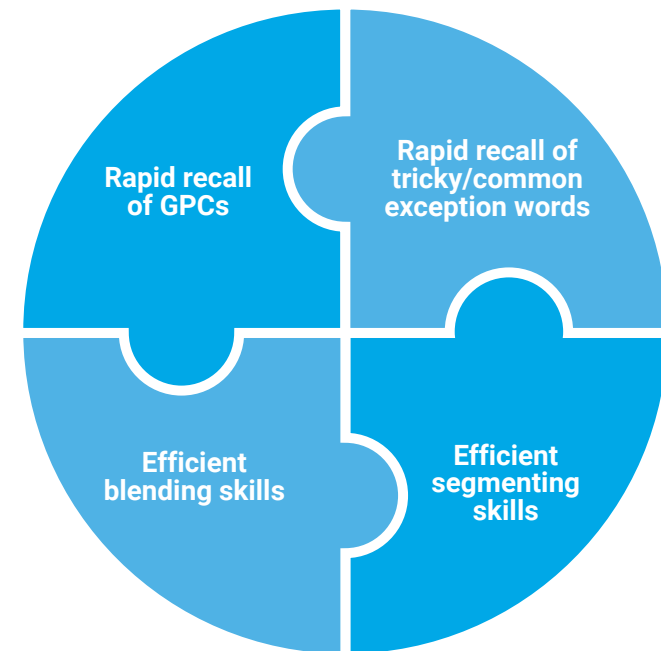 Rapid recall
of GPCs
Rapid recall of
tricky/common
exception words
Efficient
blending skills
Efficient
segmenting
skills